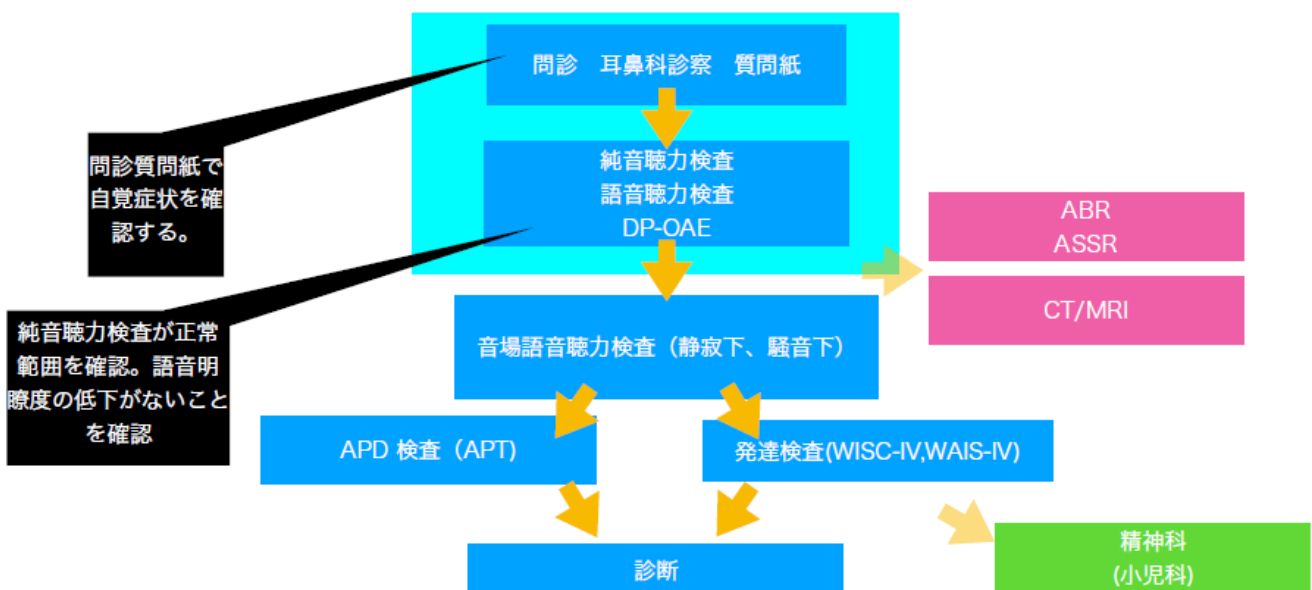 問診　耳鼻科診察　質問紙
問診質問紙で
自覚症状を確
認する。
純音聴力検査
語音聴力検査
DP-OAE
ABR
ASSR
CT/MRI
純音聴力検査が正常
範囲を確認。語音明
瞭度の低下がないこと
を確認
音場語音聴力検査（静寂下、騒音下）
APD 検査（APT)
発達検査(WISC-IV,WAIS-IV)
診断
精神科
(小児科)